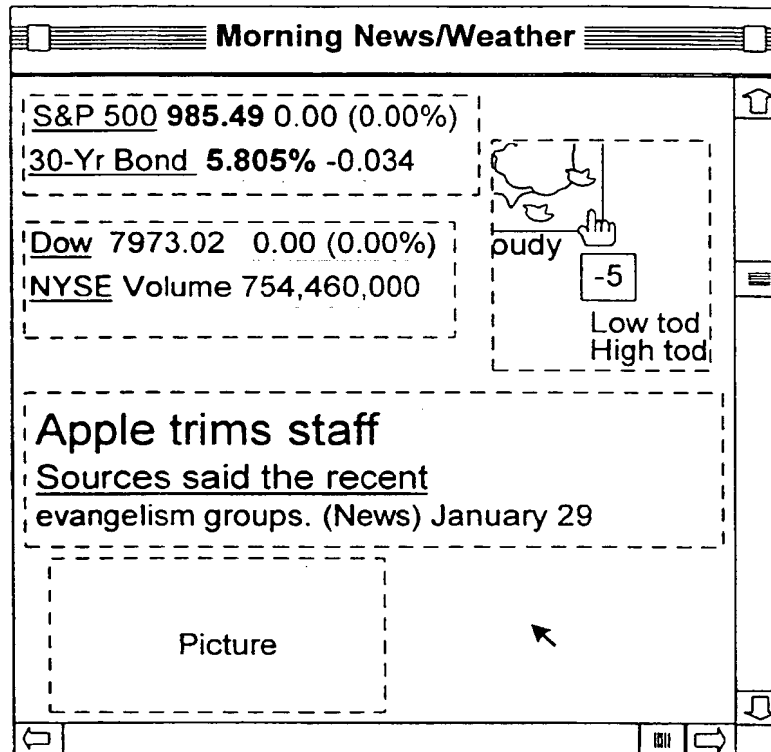 Morning News/Weather
S&P 500 985.49 0.00 (0.00%)
30-Yr Bond 5.805% -0.034
Dow 7973.02 0.00 (0.00%)
NYSE Volume 754,460,000
oudy
-5
Low tod
High tod
Apple trims staff
Sources said the recent
evangelism groups. (News) January 29
Picture